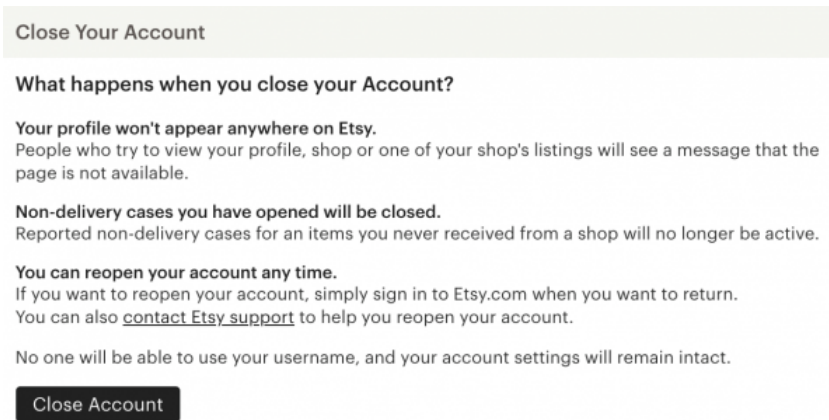 Close Your Account
What happens when you close your Account?
Your profile won't appear anywhere on Etsy.
People who try to view your profile, shop or one of your shop's listings will see a message that the
page is not available.
Non-delivery cases you have opened will be closed.
Reported non-delivery cases for an items you never received from a shop will no longer be active.
You can reopen your account any time.
If you want to reopen your account, simply sign in to Etsy.com when you want to return.
You can also contact Etsy support to help you reopen your account.
No one will be able to use your username, and your account settings will remain intact.
Close Account